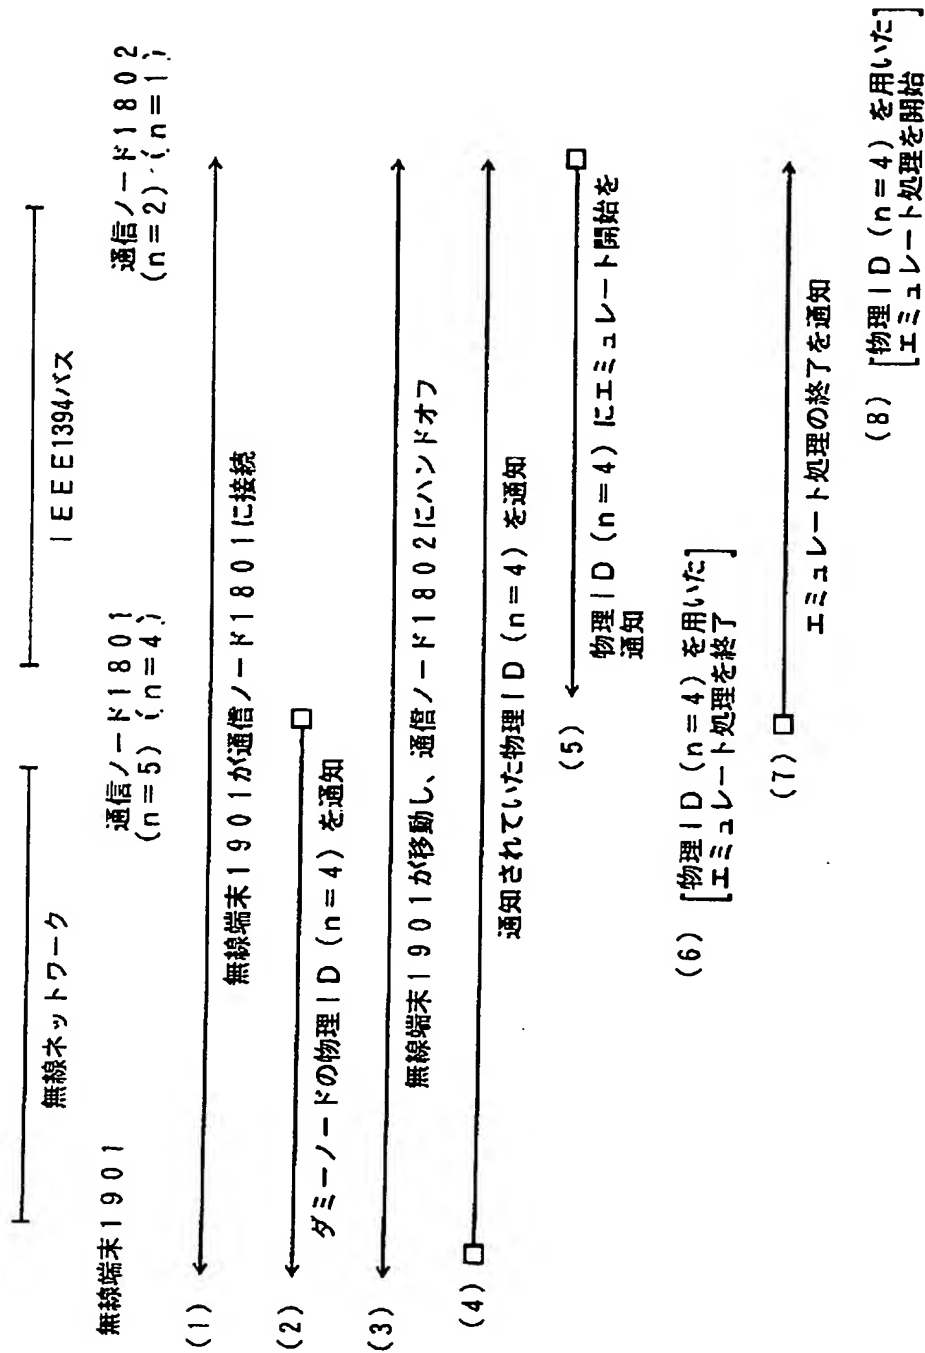 無線ネットワーク
IEEE1394バス
無線端末1901
通信ノード1801
(n=5) (n=4)
通信ノード1802
(n=2) (n=1)
(1)
無線端末1901が通信ノード1801に接続
(2)
ダミーノードの物理ID(n=4)を通知
(3)
無線端末1901が移動し、通信ノード1802にハンドオフ
(4)
通知されていた物理ID(n=4)を通知
(5)
物理ID(n=4)にエミュレート開始を
通知
(6) [物理ID(n=4)を用いた]
[エミュレート処理を終了]
(7)
エミュレート処理の終了を通知
(8) [物理ID(n=4)を用いた]
[エミュレート処理を開始]